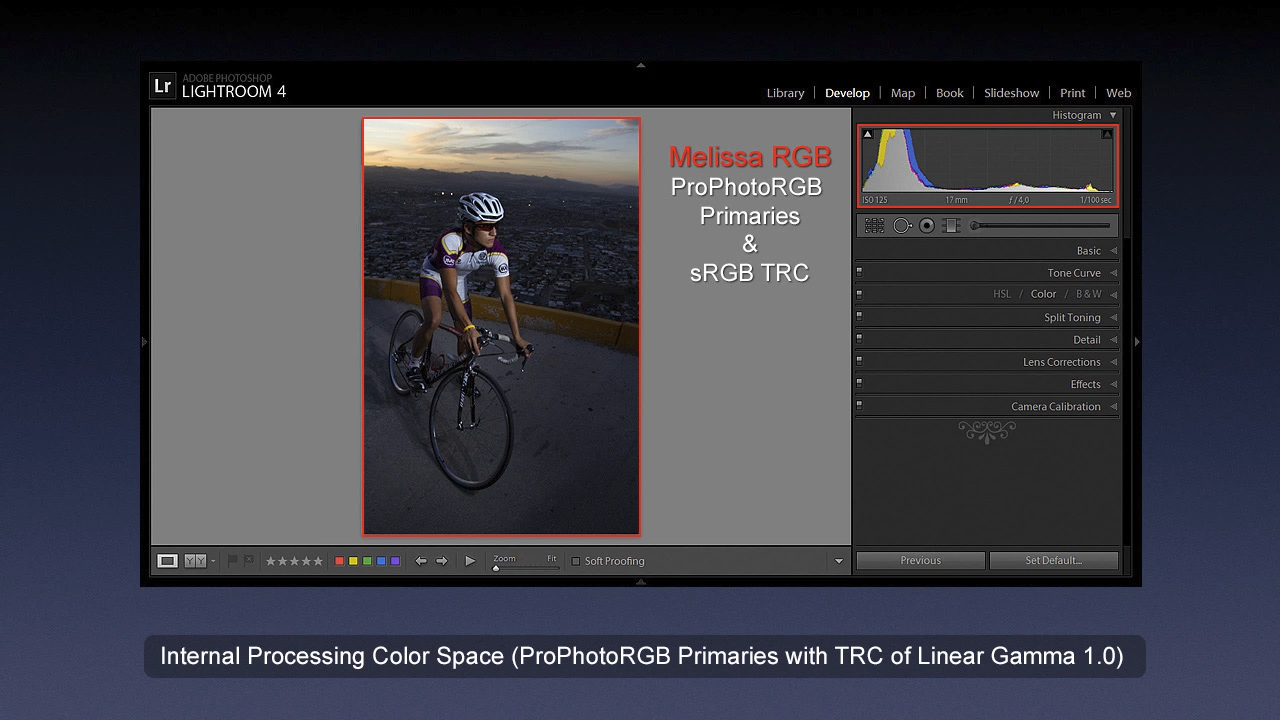 Lr
ADOBE PHOTOSHOP
LIGHTROOM 4
Library | Develop | Map | Book | Slideshow | Print | Web
Histogram
Melissa RGB
ProPhotoRGB
Primaries
&
sRGB TRC
ISO 125 17 mm ƒ / 4,0 1/100 sec
Basic
Tone Curve
HSL / Color / B & W
Split Toning
Detail
Lens Corrections
Effects
Camera Calibration
YY Zoom Fit Soft Proofing
Previous Set Default...
Internal Processing Color Space (ProPhotoRGB Primaries with TRC of Linear Gamma 1.0)